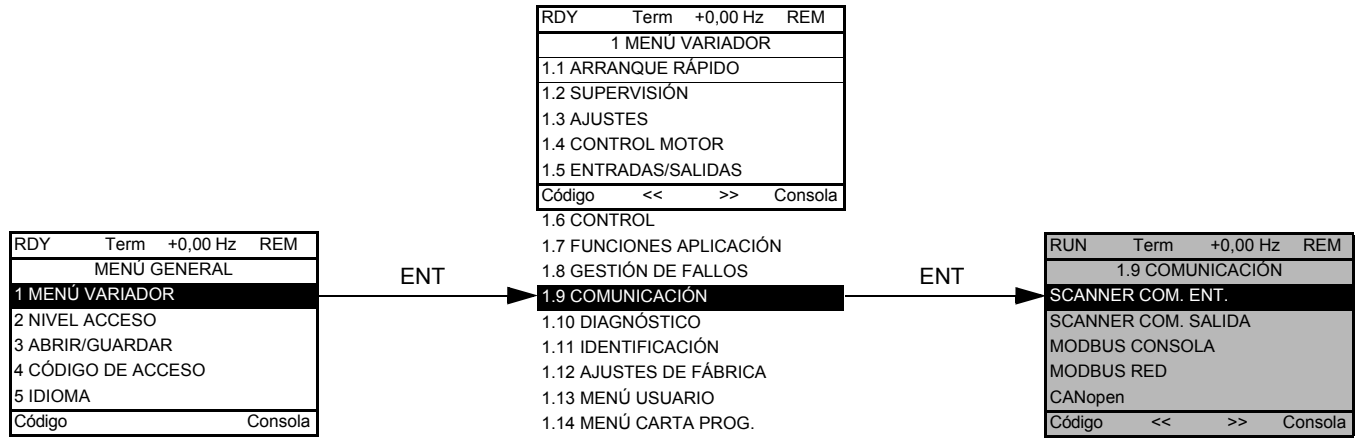 RDY Term +0,00 Hz REM
MENÚ GENERAL
1 MENÚ VARIADOR
2 NIVEL ACCESO
3 ABRIR/GUARDAR
4 CÓDIGO DE ACCESO
5 IDIOMA
Código Consola
ENT
RDY Term +0,00 Hz REM
1 MENÚ VARIADOR
1.1 ARRANQUE RÁPIDO
1.2 SUPERVISIÓN
1.3 AJUSTES
1.4 CONTROL MOTOR
1.5 ENTRADAS/SALIDAS
Código << >> Consola
1.6 CONTROL
1.7 FUNCIONES APLICACIÓN
1.8 GESTIÓN DE FALLOS
1.9 COMUNICACIÓN
1.10 DIAGNÓSTICO
1.11 IDENTIFICACIÓN
1.12 AJUSTES DE FÁBRICA
1.13 MENÚ USUARIO
1.14 MENÚ CARTA PROG.
ENT
RUN Term +0,00 Hz REM
1.9 COMUNICACIÓN
SCANNER COM. ENT.
SCANNER COM. SALIDA
MODBUS CONSOLA
MODBUS RED
CANopen
Código << >> Consola